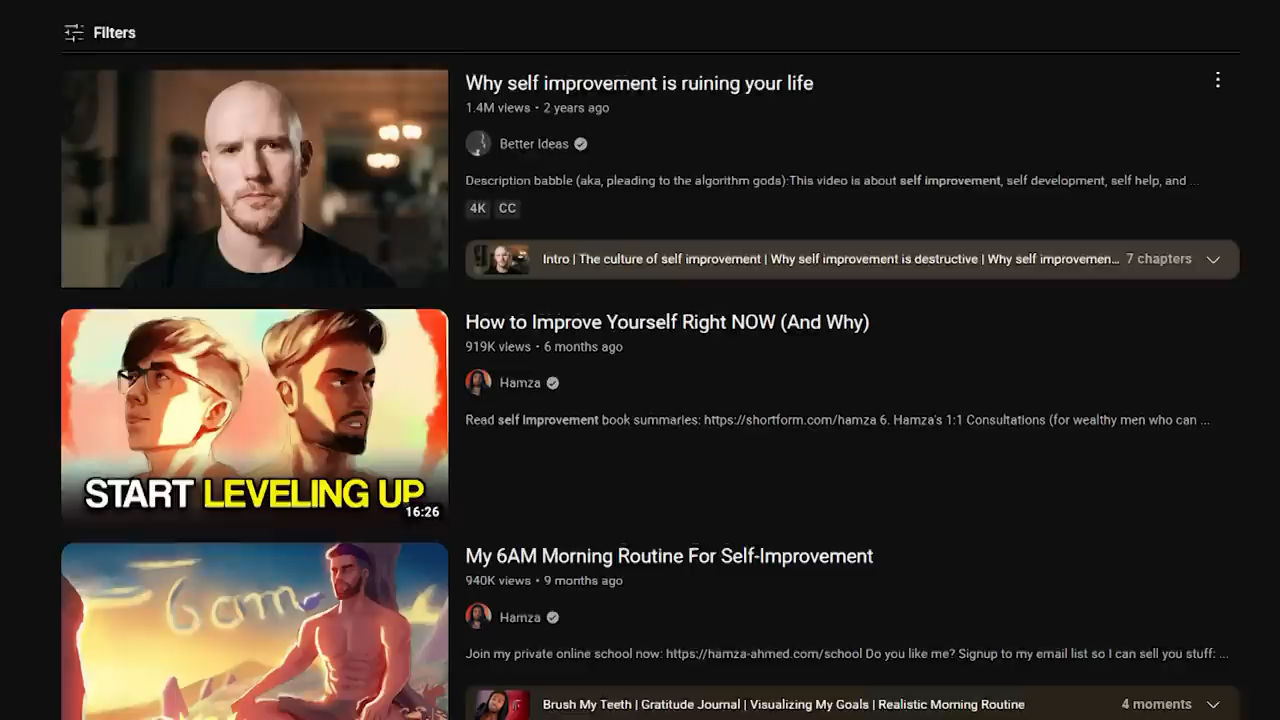 Filters
Why self improvement is ruining your life
1.4M views • 2 years ago
Better Ideas
Description babble (aka, pleading to the algorithm gods):This video is about self improvement, self development, self help, and ...
4K CC
Intro | The culture of self improvement | Why self improvement is destructive | Why self improvemen... 7 chapters
START LEVELING UP
16:26
How to Improve Yourself Right NOW (And Why)
919K views • 6 months ago
Hamza
Read self Improvement book summaries: https://shortform.com/hamza 6. Hamza's 1:1 Consultations (for wealthy men who can ...
6am
My 6AM Morning Routine For Self-Improvement
940K views • 9 months ago
Hamza
Join my private online school now: https://hamza-ahmed.com/school Do you like me? Signup to my email list so I can sell you stuff: ...
Brush My Teeth | Gratitude Journal | Visualizing My Goals | Realistic Morning Routine 4 moments